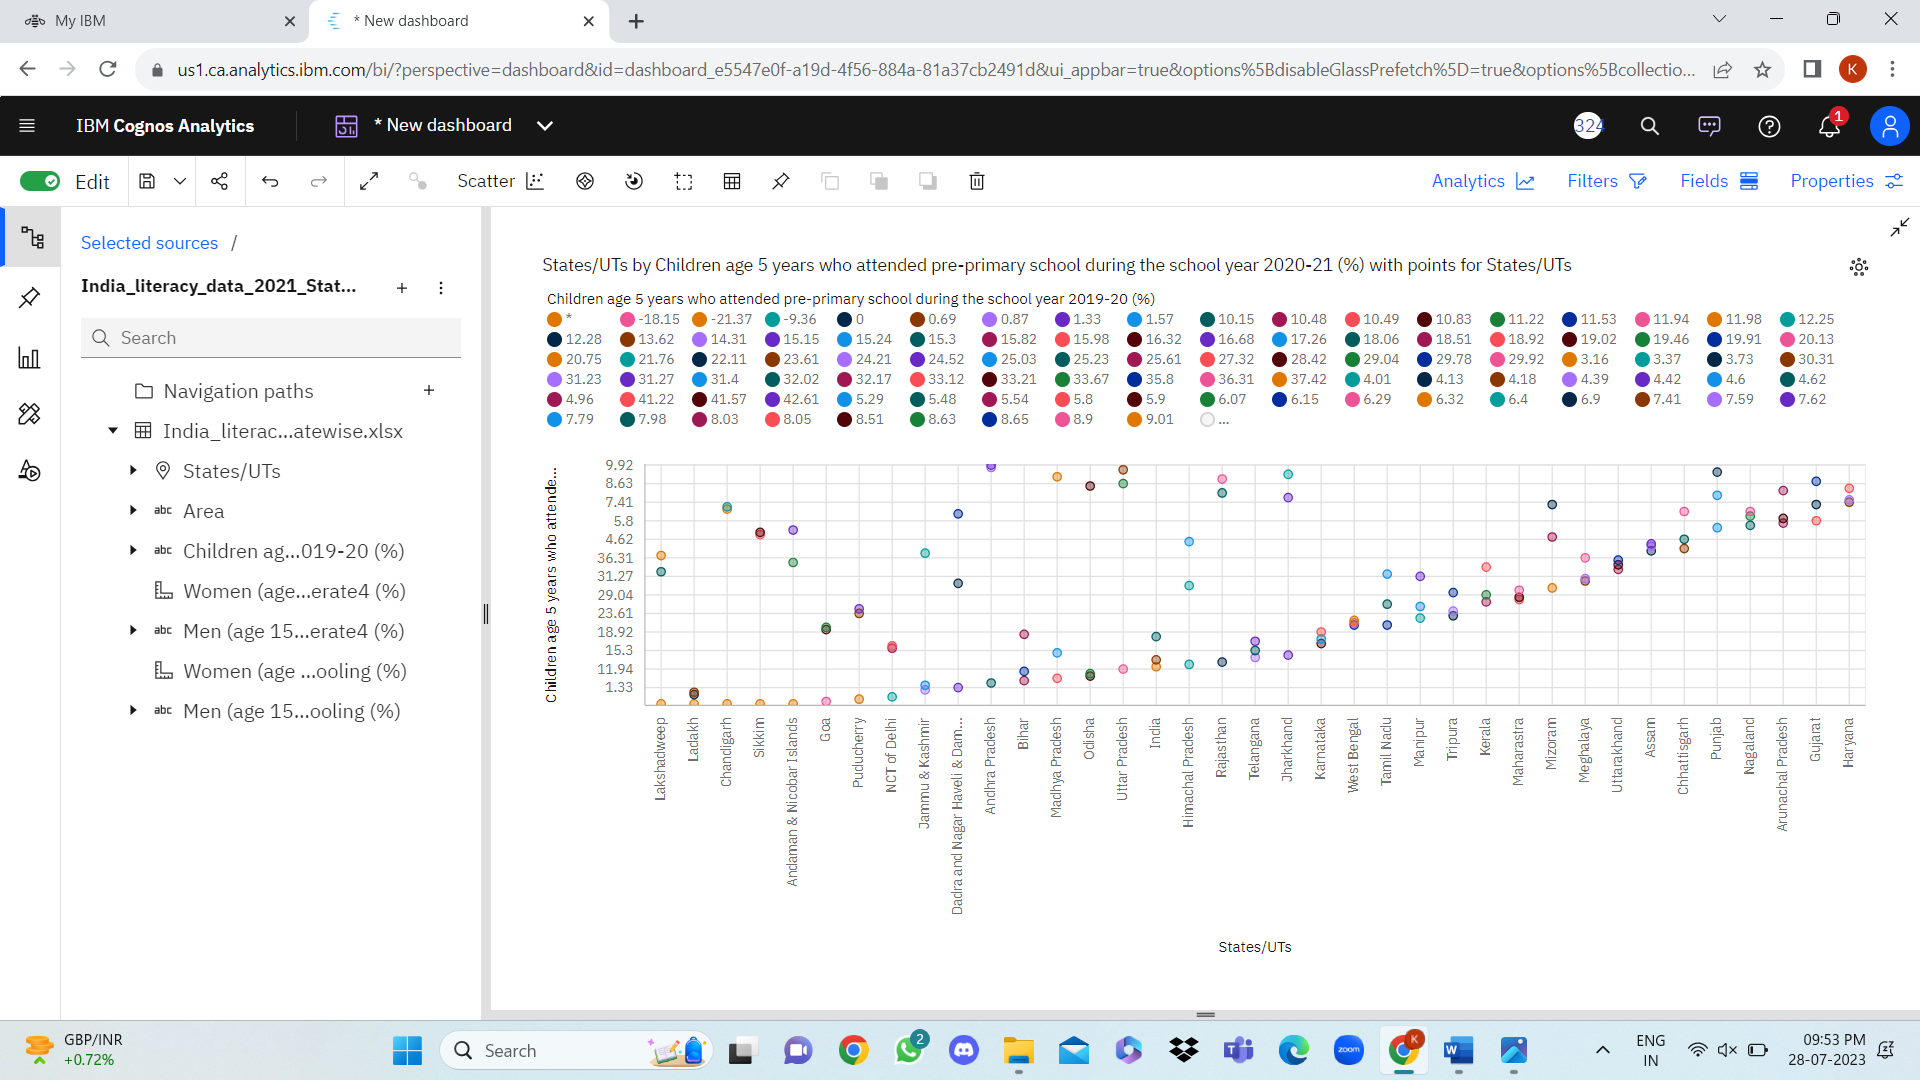 My IBM
* New dashboard
us1.ca.analytics.ibm.com/bi/?perspective=dashboard&id=dashboard_e5547e0f-a19d-4f56-884a-81a37cb2491d&ui_appbar=true&options%5BdisableGlassPrefetch%5D=true&options%5Bcollectio...
K
IBM Cognos Analytics
* New dashboard
324
1
Edit
Scatter
Analytics
Filters
Fields
Properties
Selected sources /
India_literacy_data_2021_Stat...
Search
Navigation paths
India_literac...atewise.xlsx
States/UTs
abc Area
abc Children ag...019-20 (%)
Women (age...erate4 (%)
abc Men (age 15...erate4 (%)
Women (age ...ooling (%)
abc Men (age 15...ooling (%)
States/UTs by Children age 5 years who attended pre-primary school during the school year 2020-21 (%) with points for States/UTs
Children age 5 years who attended pre-primary school during the school year 2019-20 (%)
* -18.15 -21.37 -9.36 0 0.69 0.87 1.33 1.57 10.15 10.48 10.49 10.83 11.22 11.53 11.94 11.98 12.25
12.28 13.62 14.31 15.15 15.24 15.3 15.82 15.98 16.32 16.68 17.26 18.06 18.51 18.92 19.02 19.46 19.91 20.13
20.75 21.76 22.11 23.61 24.21 24.52 25.03 25.23 25.61 27.32 28.42 29.04 29.78 29.92 3.16 3.37 3.73 30.31
31.23 31.27 31.4 32.02 32.17 33.12 33.21 33.67 35.8 36.31 37.42 4.01 4.13 4.18 4.39 4.42 4.6 4.62
4.96 41.22 41.57 42.61 5.29 5.48 5.54 5.8 5.9 6.07 6.15 6.29 6.32 6.4 6.9 7.41 7.59 7.62
7.79 7.98 8.03 8.05 8.51 8.63 8.65 8.9 9.01 ...
Children age 5 years who attende...
9.92
8.63
7.41
5.8
4.62
36.31
31.27
29.04
23.61
18.92
15.3
11.94
1.33
Lakshadweep
Ladakh
Chandigarh
Sikkim
Andaman & Nicobar Islands
Goa
Puducherry
NCT of Delhi
Jammu & Kashmir
Dadra and Nagar Haveli & Dam...
Andhra Pradesh
Bihar
Madhya Pradesh
Odisha
Uttar Pradesh
India
Himachal Pradesh
Rajasthan
Telangana
Jharkhand
Karnataka
West Bengal
Tamil Nadu
Manipur
Tripura
Kerala
Maharastra
Mizoram
Meghalaya
Uttarakhand
Assam
Chhattisgarh
Punjab
Nagaland
Arunachal Pradesh
Gujarat
Haryana
States/UTs
GBP/INR
+0.72%
Search
2
zoom
K
ENG
IN
09:53 PM
28-07-2023